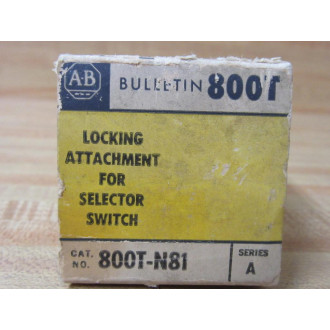 A-B BULLETIN 800T
LOCKING
ATTACHMENT
FOR
SELECTOR
SWITCH
CAT. NO. 800T-N81
SERIES
A